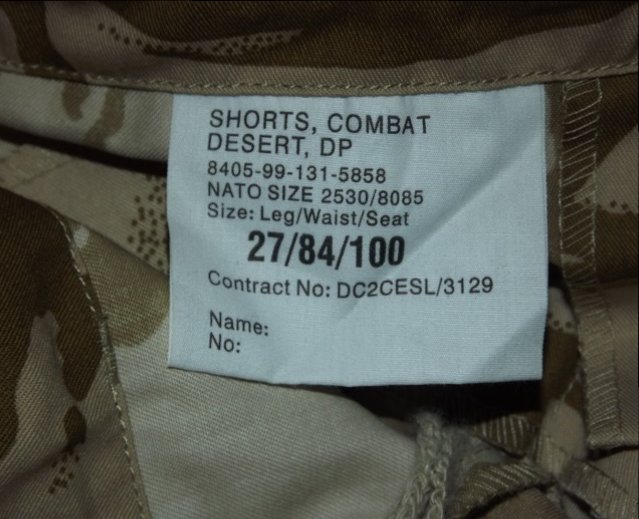 SHORTS, COMBAT
DESERT, DP
8405-99-131-5858
NATO SIZE 2530/8085
Size: Leg/Waist/Seat
27/84/100
Contract No: DC2CESL/3129
Name:
No: